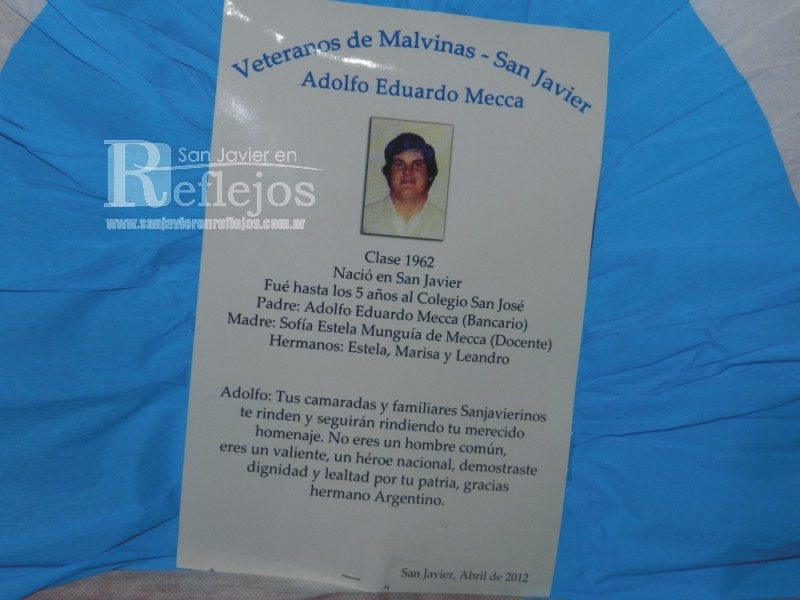 Veteranos de Malvinas - San Javier
Adolfo Eduardo Mecca
San Javier en
Reflejos
www.sanjavierenreflejos.com.ar
Clase 1962
Nació en San Javier
Fué hasta los 5 años al Colegio San José
Padre: Adolfo Eduardo Mecca (Bancario)
Madre: Sofía Estela Munguía de Mecca (Docente)
Hermanos: Estela, Marisa y Leandro
Adolfo: Tus camaradas y familiares Sanjavierinos
te rinden y seguirán rindiendo tu merecido
homenaje. No eres un hombre común,
eres un valiente, un héroe nacional, demostraste
dignidad y lealtad por tu patria, gracias
hermano Argentino.
San Javier, Abril de 2012